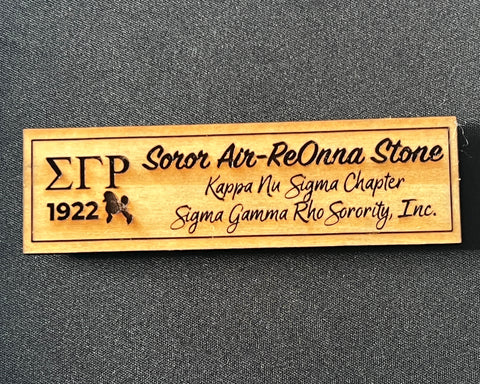 ΣΓΡ
1922
Soror Air-ReOnna Stone
Kappa Nu Sigma Chapter
Sigma Gamma Rho Sorority, Inc.